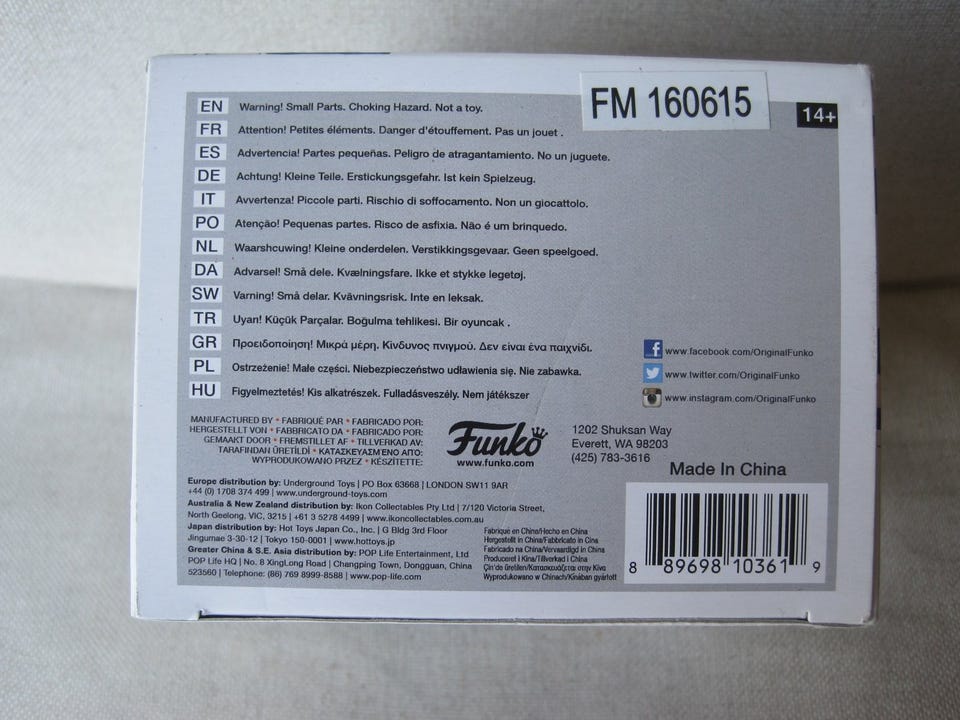 FM 160615
14+
EN Warning! Small Parts. Choking Hazard. Not a toy.
FR Attention! Petites éléments. Danger d'étouffement. Pas un jouet .
ES Advertencia! Partes pequeñas. Peligro de atragantamiento. No un juguete.
DE Achtung! Kleine Teile. Erstickungsgefahr. Ist kein Spielzeug.
IT Avvertenza! Piccole parti. Rischio di soffocamento. Non un giocattolo.
PO Atenção! Pequenas partes. Risco de asfixia. Não é um brinquedo.
NL Waarshcuwing! Kleine onderdelen. Verstikkingsgevaar. Geen speelgoed.
DA Advarsel! Små dele. Kvælningsfare. Ikke et stykke legetøj.
SW Varning! Små delar. Kvävningsrisk. Inte en leksak.
TR Uyarı! Küçük Parçalar. Boğulma tehlikesi. Bir oyuncak .
GR Προειδοποίηση! Μικρά μέρη. Κίνδυνος πνιγμού. Δεν είναι ένα παιχνίδι.
PL Ostrzeżenie! Małe części. Niebezpieczeństwo udławienia się. Nie zabawka.
HU Figyelmeztetés! Kis alkatrészek. Fulladásveszély. Nem játékszer
www.facebook.com/OriginalFunko
www.twitter.com/OriginalFunko
www.instagram.com/OriginalFunko
MANUFACTURED BY • FABRIQUÉ PAR • FABRICADO POR:
HERGESTELLT VON • FABBRICATO DA • FABRICADO POR:
GEMAAKT DOOR • FREMSTILLET AF • TILLVERKAD AV:
TARAFINDAN ÜRETİLDİ • ΚΑΤΑΣΚΕΥΑΣΜΈΝΟ ΑΠΌ:
WYPRODUKOWANO PRZEZ • KÉSZÍTETTE:
Funko
www.funko.com
1202 Shuksan Way
Everett, WA 98203
(425) 783-3616
Made In China
Europe distribution by: Underground Toys | PO Box 63668 | LONDON SW11 9AR
+44 (0) 1708 374 499 | www.underground-toys.com
Australia & New Zealand distribution by: Ikon Collectables Pty Ltd | 7/120 Victoria Street,
North Geelong, VIC, 3215 | +61 3 5278 4499 | www.ikoncollectables.com.au
Japan distribution by: Hot Toys Japan Co., Inc. | G Bldg 3rd Floor
Jingumae 3-30-12 | Tokyo 150-0001 | www.hottoys.jp
Greater China & S.E. Asia distribution by: POP Life Entertainment, Ltd
POP Life HQ | No. 8 XingLong Road | Changping Town, Dongguan, China
523560 | Telephone: (86) 769 8999-8588 | www.pop-life.com
Fabriqué en China/Hecho en China
Hergestellt in China/Fabbricato in Cina
Fabricado na China/Vervaardigd in China
Produceret i Kina/Tillverkad i China
Çin'de üretilen/Κατασκευάζεται στην Κίνα
Wyprodukowano w Chinach/Kínában gyártott
8 89698 10361 9